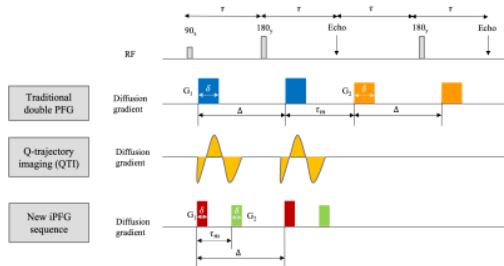 τ τ τ τ
90x 180y Echo 180y Echo
RF
Traditional
double PFG
Diffusion
gradient
G1 δ G2 δ
Δ τm Δ
Q-trajectory
imaging (QTI)
Diffusion
gradient
New iPFG
sequence
Diffusion
gradient
G1 δ δ G2
τm
Δ